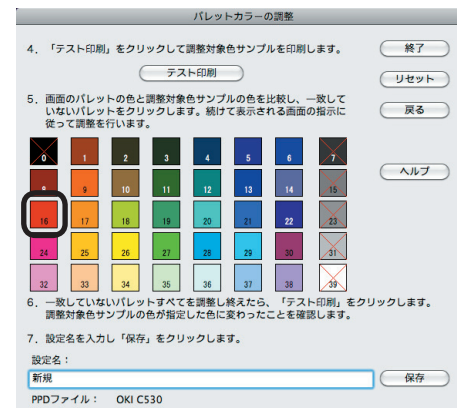 パレットカラーの調整
4. 「テスト印刷」をクリックして調整対象色サンプルを印刷します。
終了
テスト印刷
リセット
5. 画面のパレットの色と調整対象色サンプルの色を比較し、一致して
いないパレットをクリックします。続けて表示される画面の指示に
従って調整を行います。
戻る
0 1 2 3 4 5 6 7
ヘルプ
8 9 10 11 12 13 14 15
16 17 18 19 20 21 22 23
24 25 26 27 28 29 30 31
32 33 34 35 36 37 38 39
6. 一致していないパレットすべてを調整し終えたら、「テスト印刷」をクリックします。
調整対象色サンプルの色が指定した色に変わったことを確認します。
7. 設定名を入力し「保存」をクリックします。
設定名：
新規
保存
PPDファイル： OKI C530